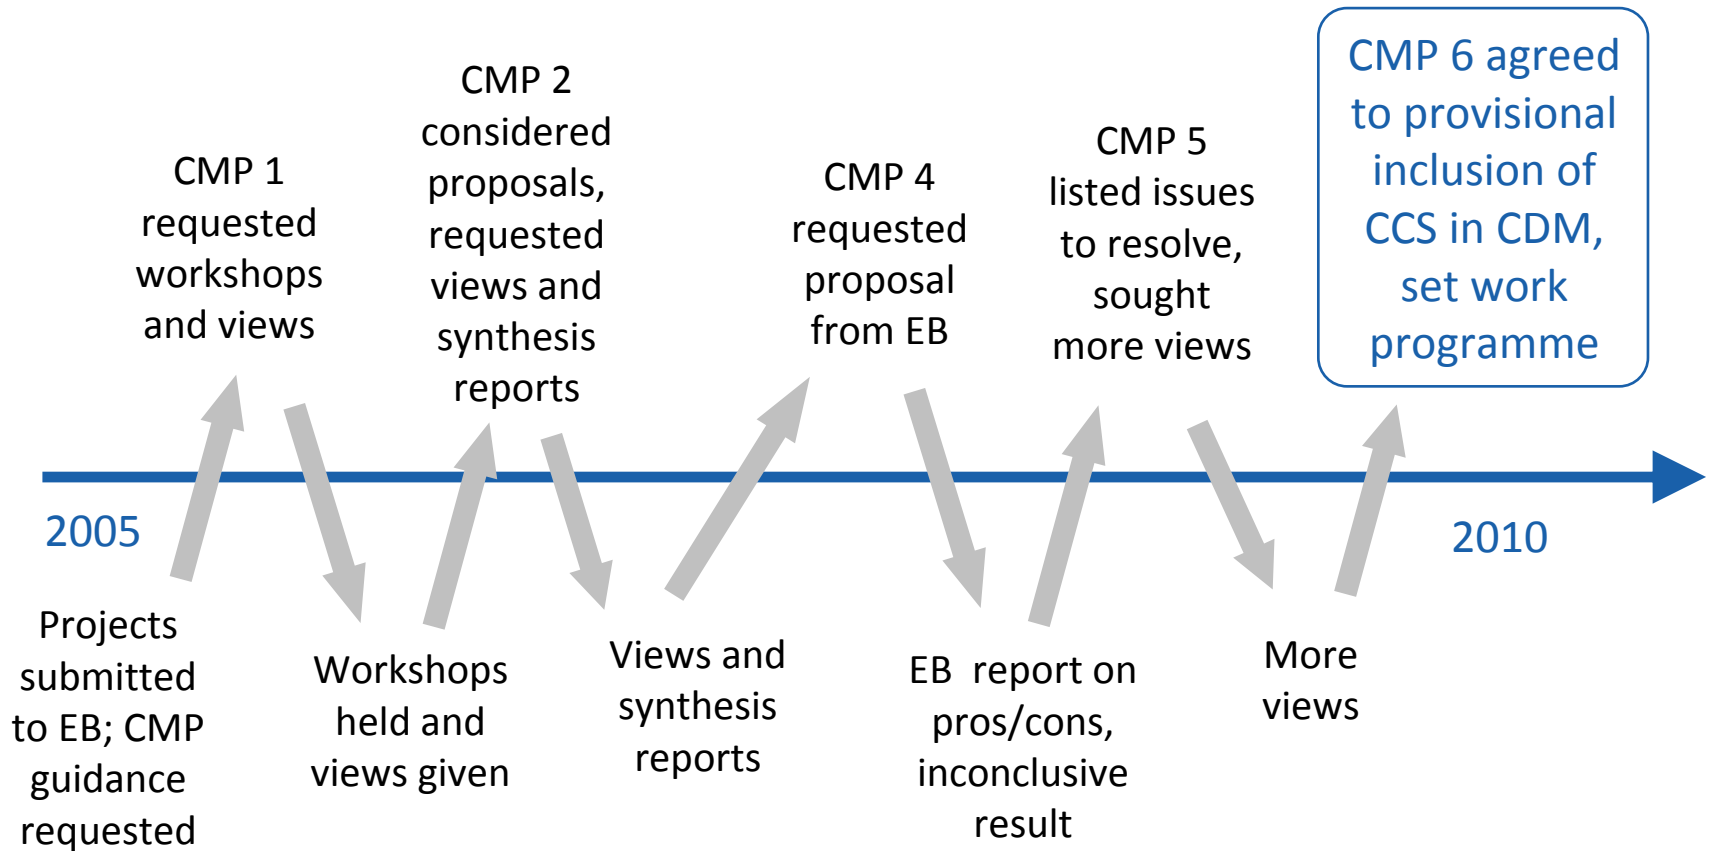 CMP 1
requested
workshops
and views
CMP 2
considered
proposals,
requested
views and
synthesis
reports
CMP 4
requested
proposal
from EB
CMP 5
listed issues
to resolve,
sought
more views
CMP 6 agreed
to provisional
inclusion of
CCS in CDM,
set work
programme
2005
2010
Projects
submitted
to EB; CMP
guidance
requested
Workshops
held and
views given
Views and
synthesis
reports
EB report on
pros/cons,
inconclusive
result
More
views